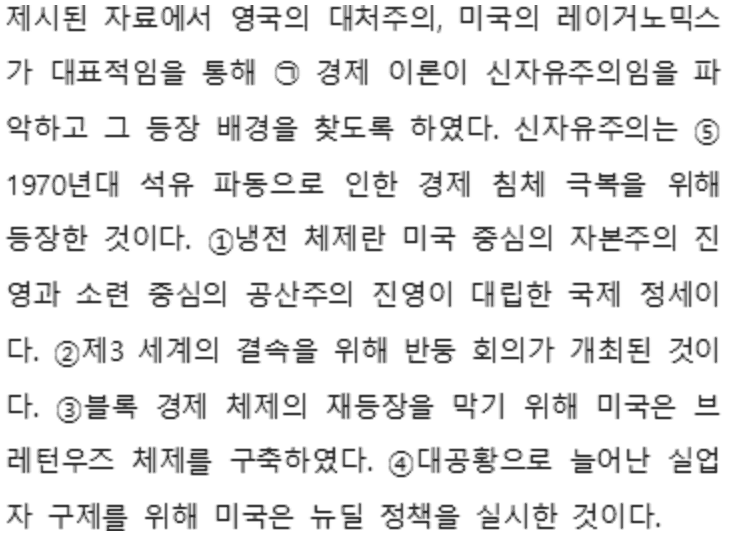 제시된 자료에서 영국의 대처주의, 미국의 레이거노믹스
가 대표적임을 통해 ㉠ 경제 이론이 신자유주의임을 파
악하고 그 등장 배경을 찾도록 하였다. 신자유주의는 ⑤
1970년대 석유 파동으로 인한 경제 침체 극복을 위해
등장한 것이다. ①냉전 체제란 미국 중심의 자본주의 진
영과 소련 중심의 공산주의 진영이 대립한 국제 정세이
다. ②제3 세계의 결속을 위해 반둥 회의가 개최된 것이
다. ③블록 경제 체제의 재등장을 막기 위해 미국은 브
레턴우즈 체제를 구축하였다. ④대공황으로 늘어난 실업
자 구제를 위해 미국은 뉴딜 정책을 실시한 것이다.